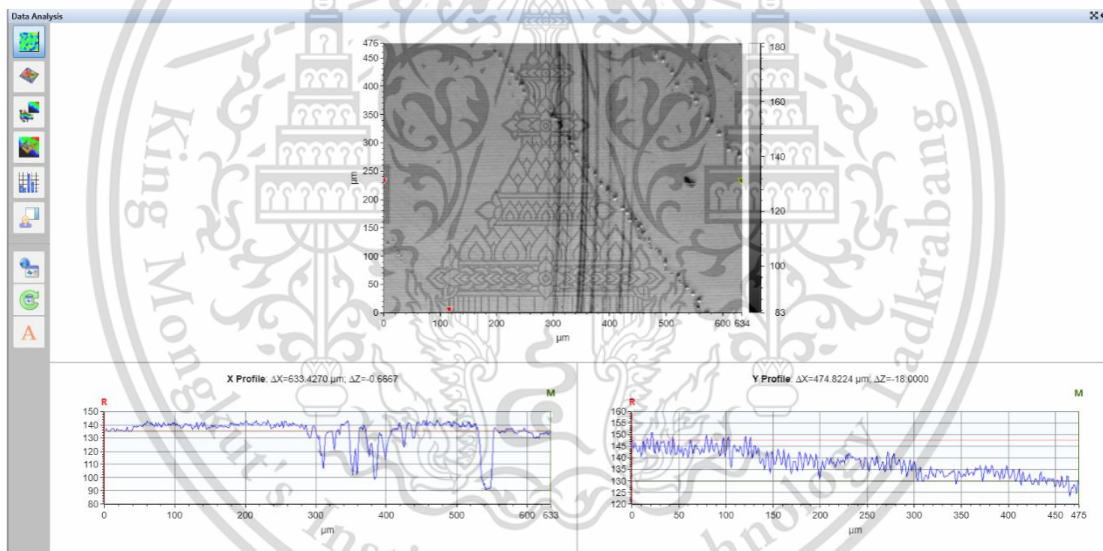 Data Analysis
King Mongkut's Institute of Technology Ladkrabang
476
450
400
350
300
250
200
150
100
50
0
µm
0 100 200 300 400 500 600 634
µm
180
160
140
120
100
83
A
X Profile: ΔX=633.4270 µm; ΔZ=-0.6667
R M
150
140
130
120
110
100
90
80
0 100 200 300 400 500 600 633
µm
Y Profile: ΔX=474.8224 µm; ΔZ=-18.0000
R M
160
155
150
145
140
135
130
125
120
0 50 100 150 200 250 300 350 400 450 475
µm